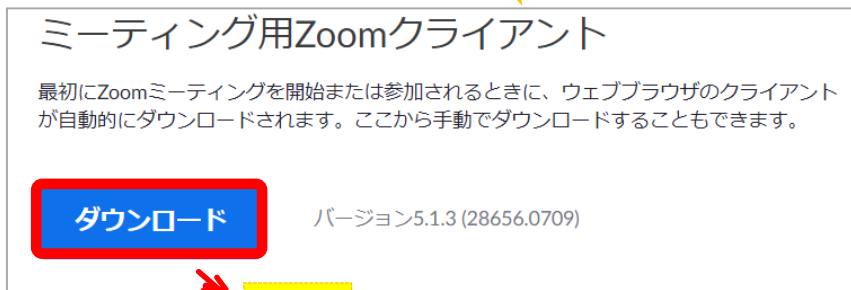 ミーティング用Zoomクライアント
最初にZoomミーティングを開始または参加されるときに、ウェブブラウザのクライアント
が自動的にダウンロードされます。ここから手動でダウンロードすることもできます。
ダウンロード
バージョン5.1.3 (28656.0709)